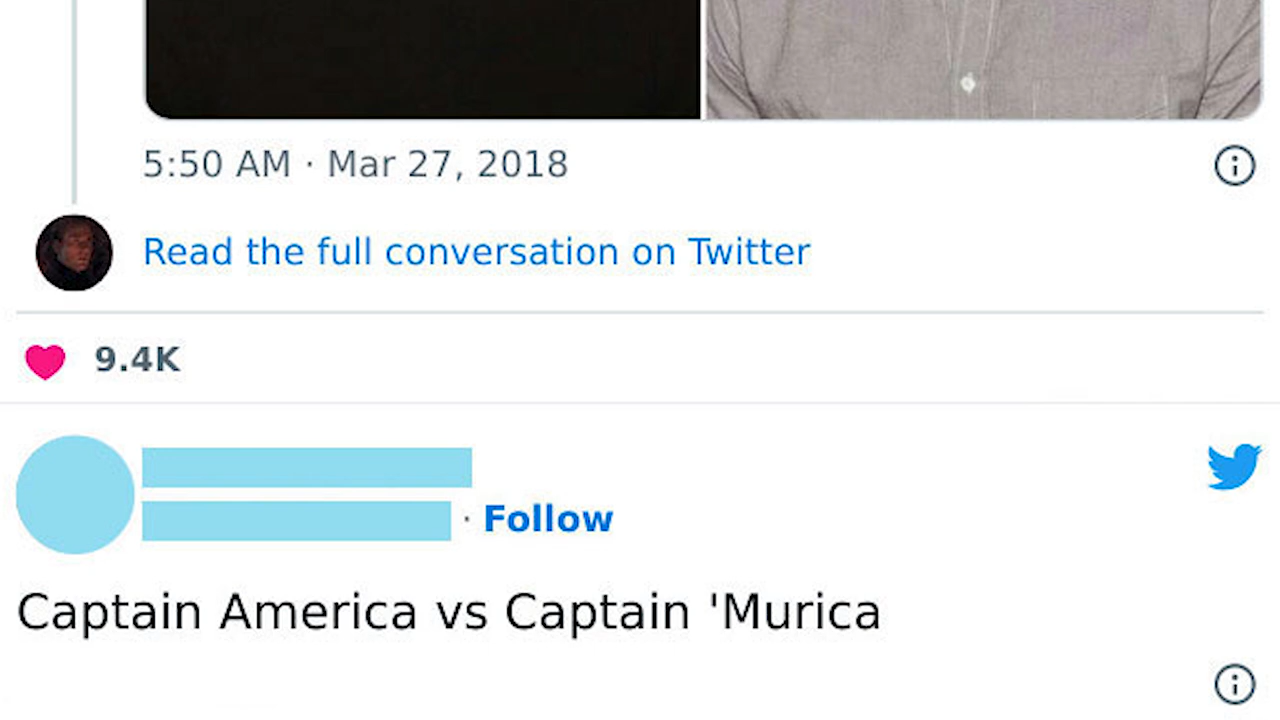 5:50 AM · Mar 27, 2018
Read the full conversation on Twitter
9.4K
· Follow
Captain America vs Captain 'Murica